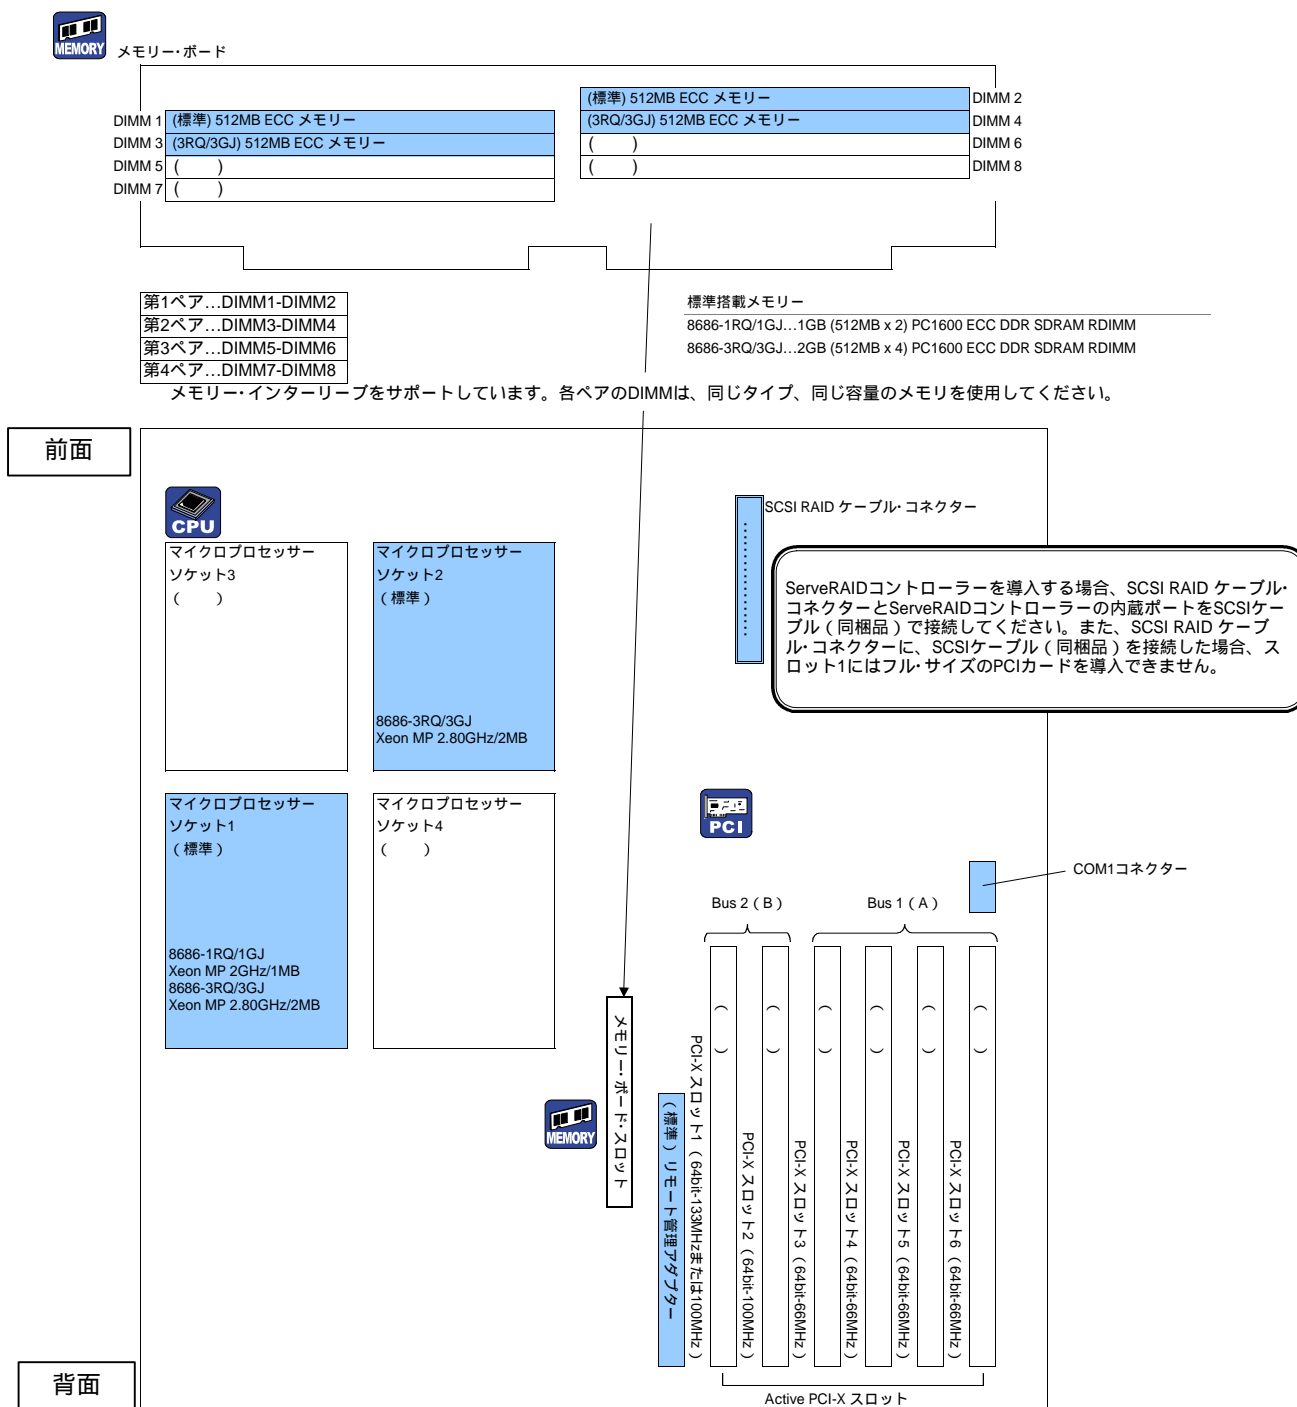 MEMORY
メモリー･ボード
(標準) 512MB ECC メモリー
DIMM 2
DIMM 1
(標準) 512MB ECC メモリー
(3RQ/3GJ) 512MB ECC メモリー
DIMM 4
DIMM 3
(3RQ/3GJ) 512MB ECC メモリー
(　　)
DIMM 6
DIMM 5
(　　)
(　　)
DIMM 8
DIMM 7
(　　)
第1ペア…DIMM1-DIMM2
第2ペア…DIMM3-DIMM4
第3ペア…DIMM5-DIMM6
第4ペア…DIMM7-DIMM8
標準搭載メモリー
8686-1RQ/1GJ…1GB (512MB x 2) PC1600 ECC DDR SDRAM RDIMM
8686-3RQ/3GJ…2GB (512MB x 4) PC1600 ECC DDR SDRAM RDIMM
メモリー･インターリーブをサポートしています。各ペアのDIMMは、同じタイプ、同じ容量のメモリを使用してください。
前面
CPU
マイクロプロセッサー
ソケット3
(　　)
マイクロプロセッサー
ソケット2
(標準)
8686-3RQ/3GJ
Xeon MP 2.80GHz/2MB
SCSI RAID ケーブル･コネクター
ServeRAIDコントローラーを導入する場合、SCSI RAID ケーブル･
コネクターとServeRAIDコントローラーの内蔵ポートをSCSIケー
ブル(同梱品)で接続してください。また、SCSI RAID ケーブ
ル･コネクターに、SCSIケーブル(同梱品)を接続した場合、ス
ロット1にはフル･サイズのPCIカードを導入できません。
マイクロプロセッサー
ソケット1
(標準)
8686-1RQ/1GJ
Xeon MP 2GHz/1MB
8686-3RQ/3GJ
Xeon MP 2.80GHz/2MB
マイクロプロセッサー
ソケット4
(　　)
PCI
COM1コネクター
Bus 2(B)
Bus 1(A)
MEMORY
メモリー･ボード･スロット
(標準)リモート管理アダプター
PCI-X スロット1(64bit-133MHzまたは100MHz)
(　　)
PCI-X スロット2(64bit-100MHz)
(　　)
PCI-X スロット3(64bit-66MHz)
(　　)
PCI-X スロット4(64bit-66MHz)
(　　)
PCI-X スロット5(64bit-66MHz)
(　　)
PCI-X スロット6(64bit-66MHz)
(　　)
背面
Active PCI-X スロット